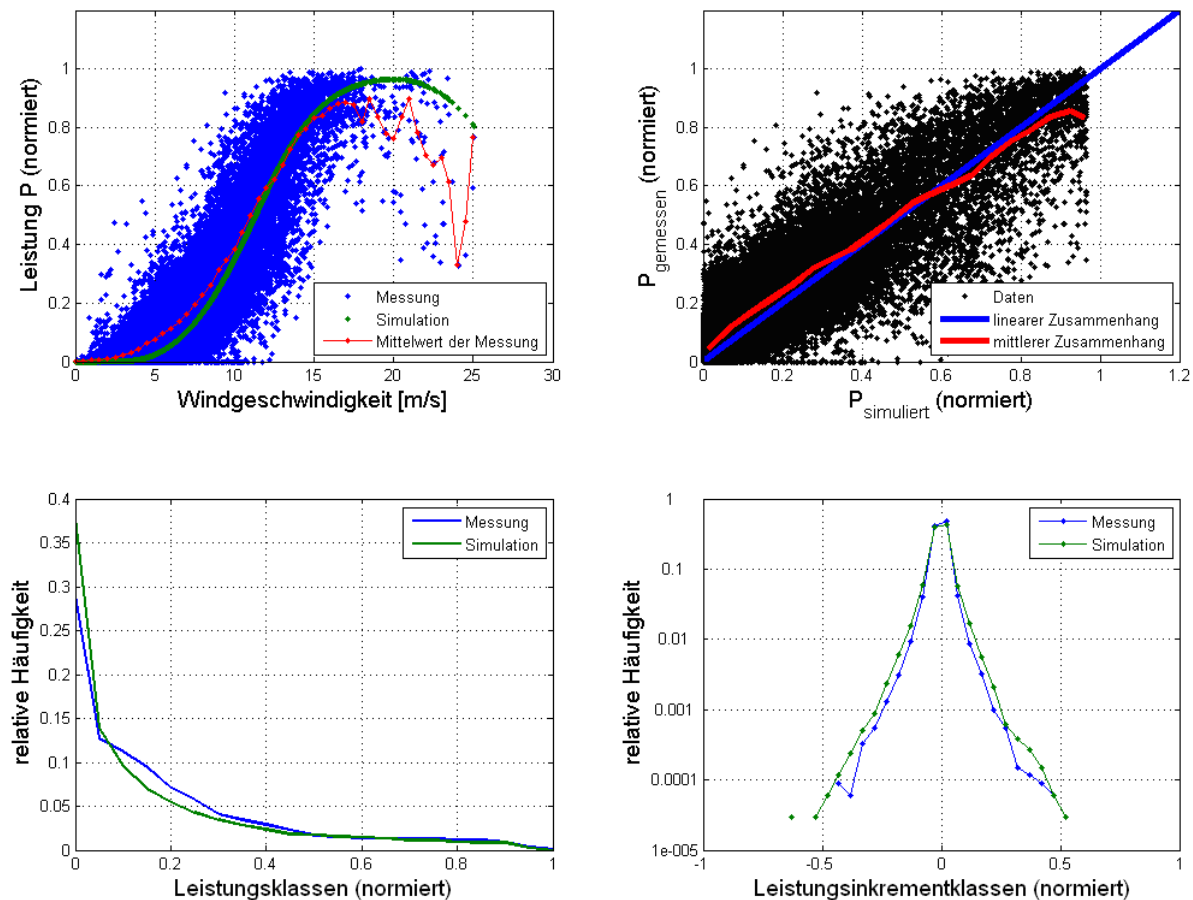 1
0.8
0.6
0.4
0.2
0
Leistung P (normiert)
0 5 10 15 20 25 30
Windgeschwindigkeit [m/s]
Messung
Simulation
Mittelwert der Messung
1
0.8
0.6
0.4
0.2
0
P gemessen (normiert)
0 0.2 0.4 0.6 0.8 1 1.2
P simuliert (normiert)
Daten
linearer Zusammenhang
mittlerer Zusammenhang
0.4
0.35
0.3
0.25
0.2
0.15
0.1
0.05
0
relative Häufigkeit
0 0.2 0.4 0.6 0.8 1
Leistungsklassen (normiert)
Messung
Simulation
1
0.1
0.01
0.001
0.0001
1e-005
relative Häufigkeit
-1 -0.5 0 0.5 1
Leistungsinkrementklassen (normiert)
Messung
Simulation